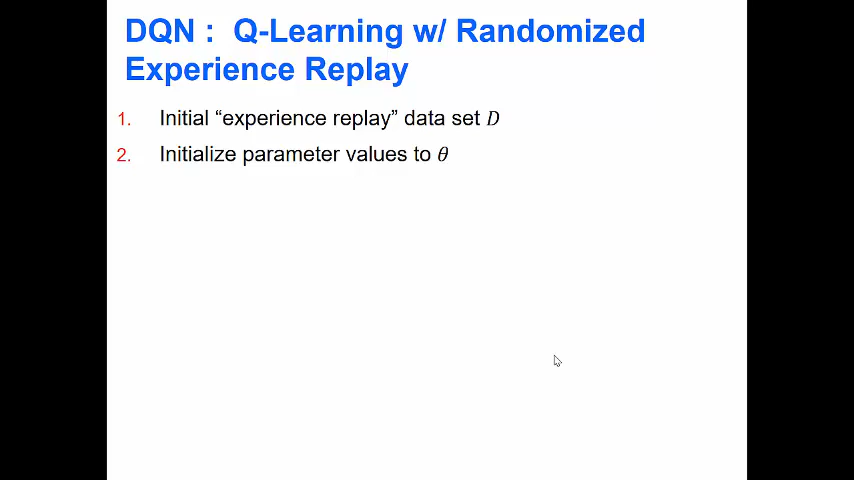 DQN : Q-Learning w/ Randomized
Experience Replay
1. Initial “experience replay” data set D
2. Initialize parameter values to θ